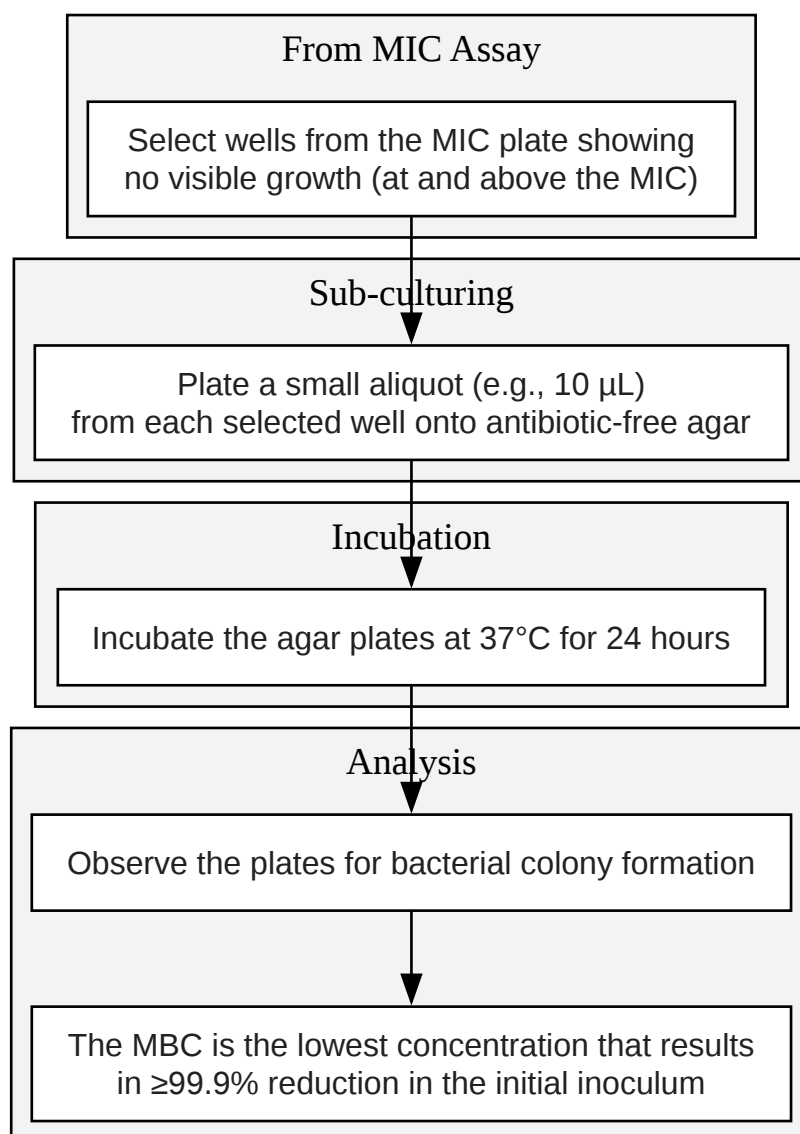 From MIC Assay
Select wells from the MIC plate showing
no visible growth (at and above the MIC)
Sub-culturing
Plate a small aliquot (e.g., 10 µL)
from each selected well onto antibiotic-free agar
Incubation
Incubate the agar plates at 37°C for 24 hours
Analysis
Observe the plates for bacterial colony formation
The MBC is the lowest concentration that results
in ≥99.9% reduction in the initial inoculum